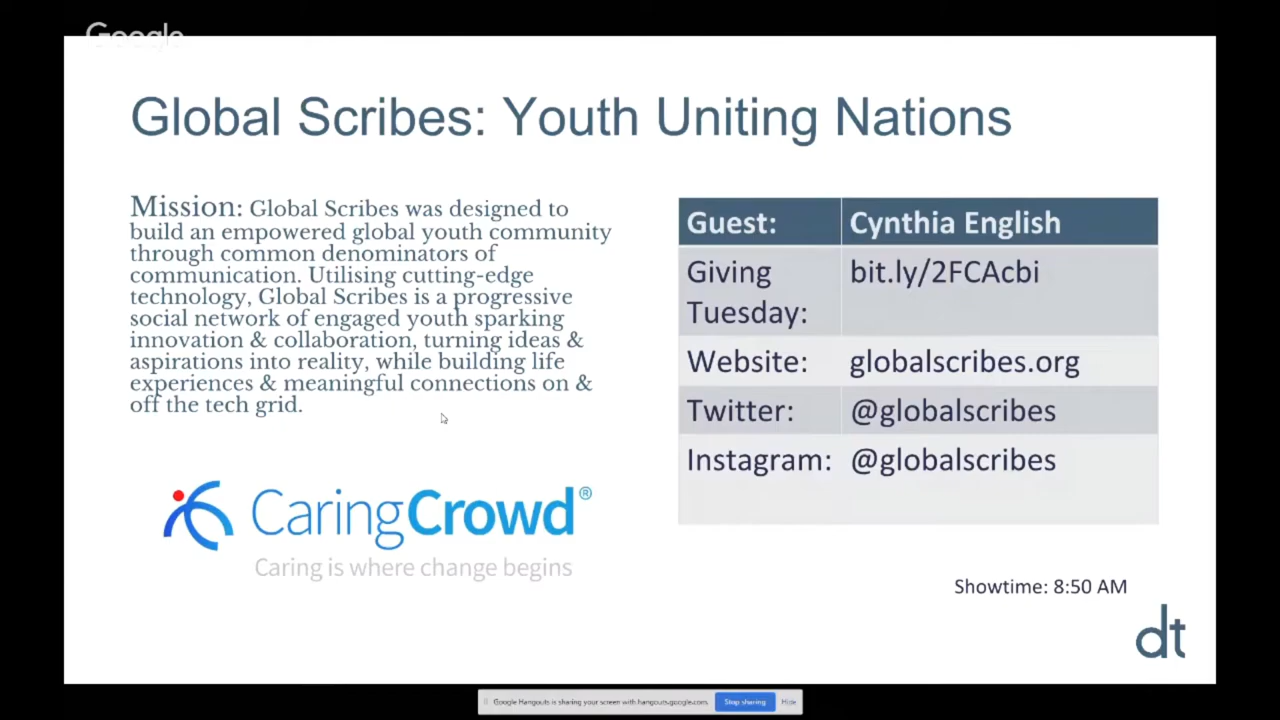 Google
Global Scribes: Youth Uniting Nations
Mission: Global Scribes was designed to
build an empowered global youth community
through common denominators of
communication. Utilising cutting-edge
technology, Global Scribes is a progressive
social network of engaged youth sparking
innovation & collaboration, turning ideas &
aspirations into reality, while building life
experiences & meaningful connections on &
off the tech grid.
Guest: Cynthia English
Giving Tuesday: bit.ly/2FCAcbi
Website: globalscribes.org
Twitter: @globalscribes
Instagram: @globalscribes
CaringCrowd®
Caring is where change begins
Showtime: 8:50 AM
dt
Google Hangouts is sharing your screen with hangouts.google.com. Stop sharing Hide